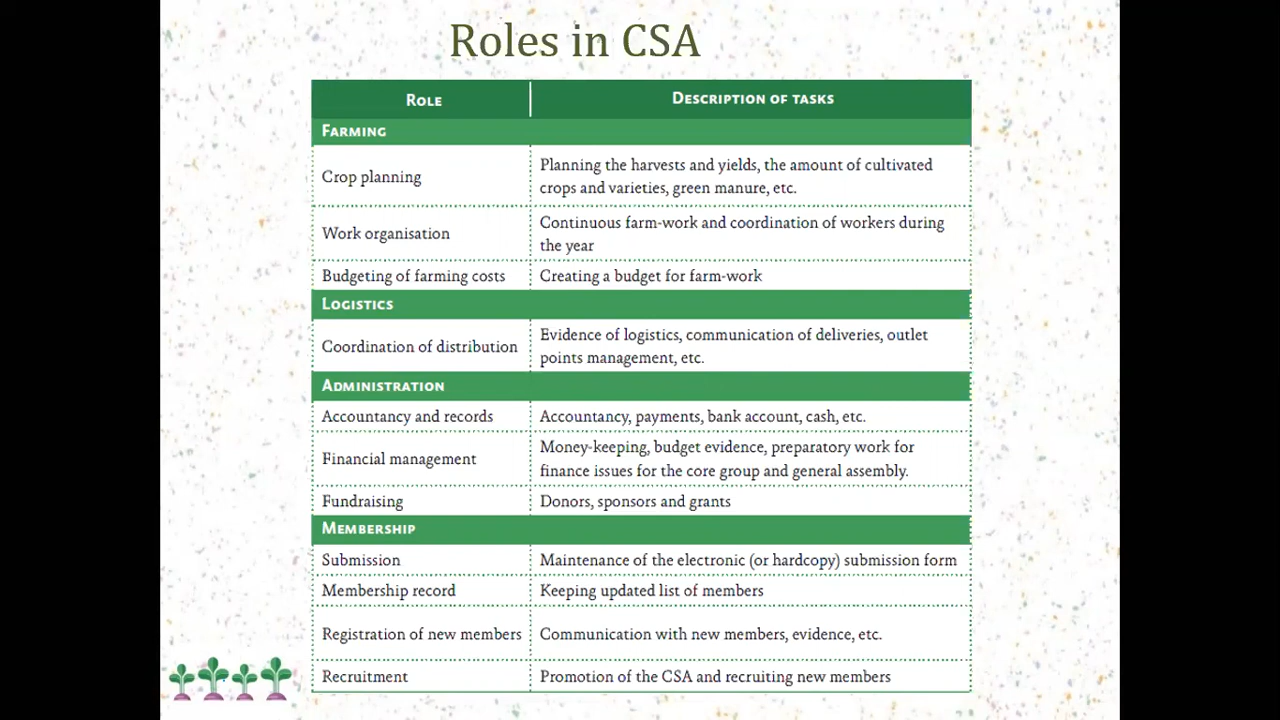 Roles in CSA
Role
Description of tasks
Farming
Crop planning
Planning the harvests and yields, the amount of cultivated
crops and varieties, green manure, etc.
Work organisation
Continuous farm-work and coordination of workers during
the year
Budgeting of farming costs
Creating a budget for farm-work
Logistics
Coordination of distribution
Evidence of logistics, communication of deliveries, outlet
points management, etc.
Administration
Accountancy and records
Accountancy, payments, bank account, cash, etc.
Financial management
Money-keeping, budget evidence, preparatory work for
finance issues for the core group and general assembly.
Fundraising
Donors, sponsors and grants
Membership
Submission
Maintenance of the electronic (or hardcopy) submission form
Membership record
Keeping updated list of members
Registration of new members
Communication with new members, evidence, etc.
Recruitment
Promotion of the CSA and recruiting new members